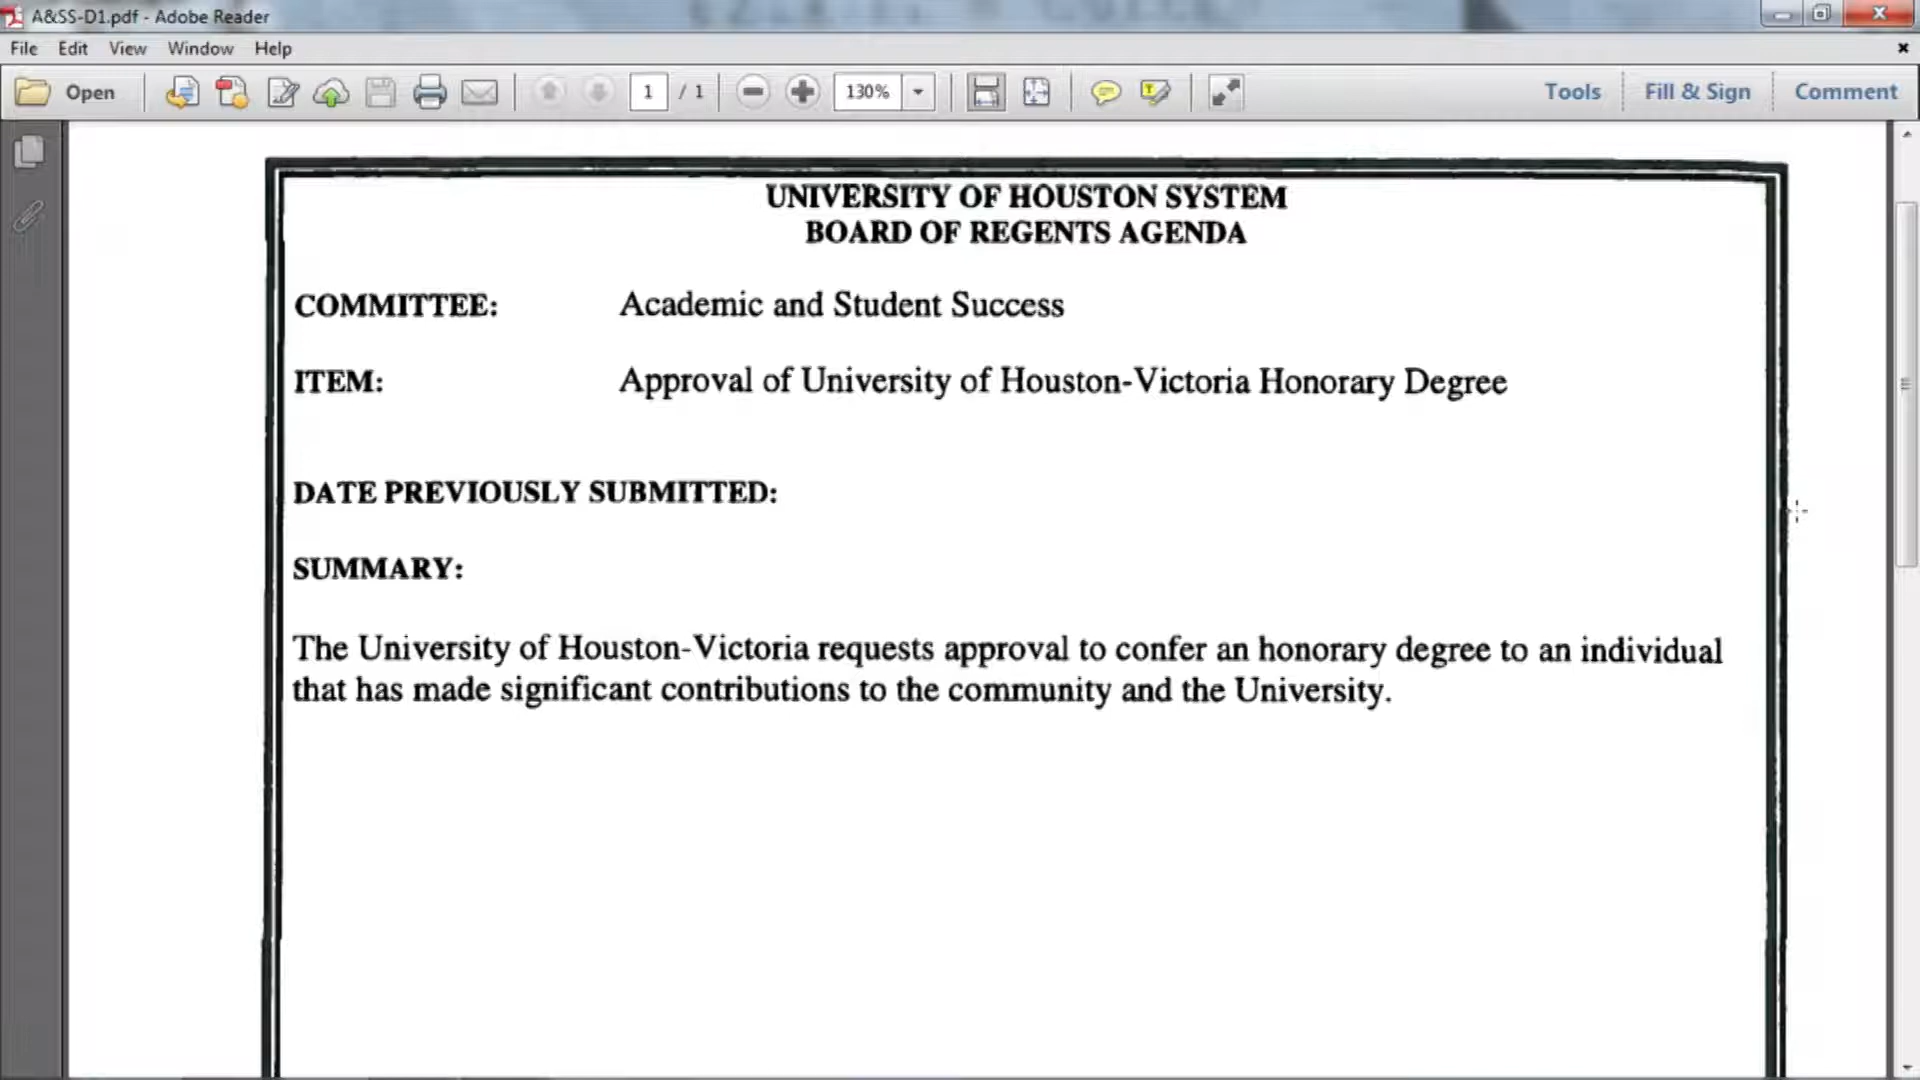 A&SS-D1.pdf - Adobe Reader
File Edit View Window Help
Open 1 / 1 130% Tools Fill & Sign Comment
UNIVERSITY OF HOUSTON SYSTEM
BOARD OF REGENTS AGENDA
COMMITTEE: Academic and Student Success
ITEM: Approval of University of Houston-Victoria Honorary Degree
DATE PREVIOUSLY SUBMITTED:
SUMMARY:
The University of Houston-Victoria requests approval to confer an honorary degree to an individual
that has made significant contributions to the community and the University.